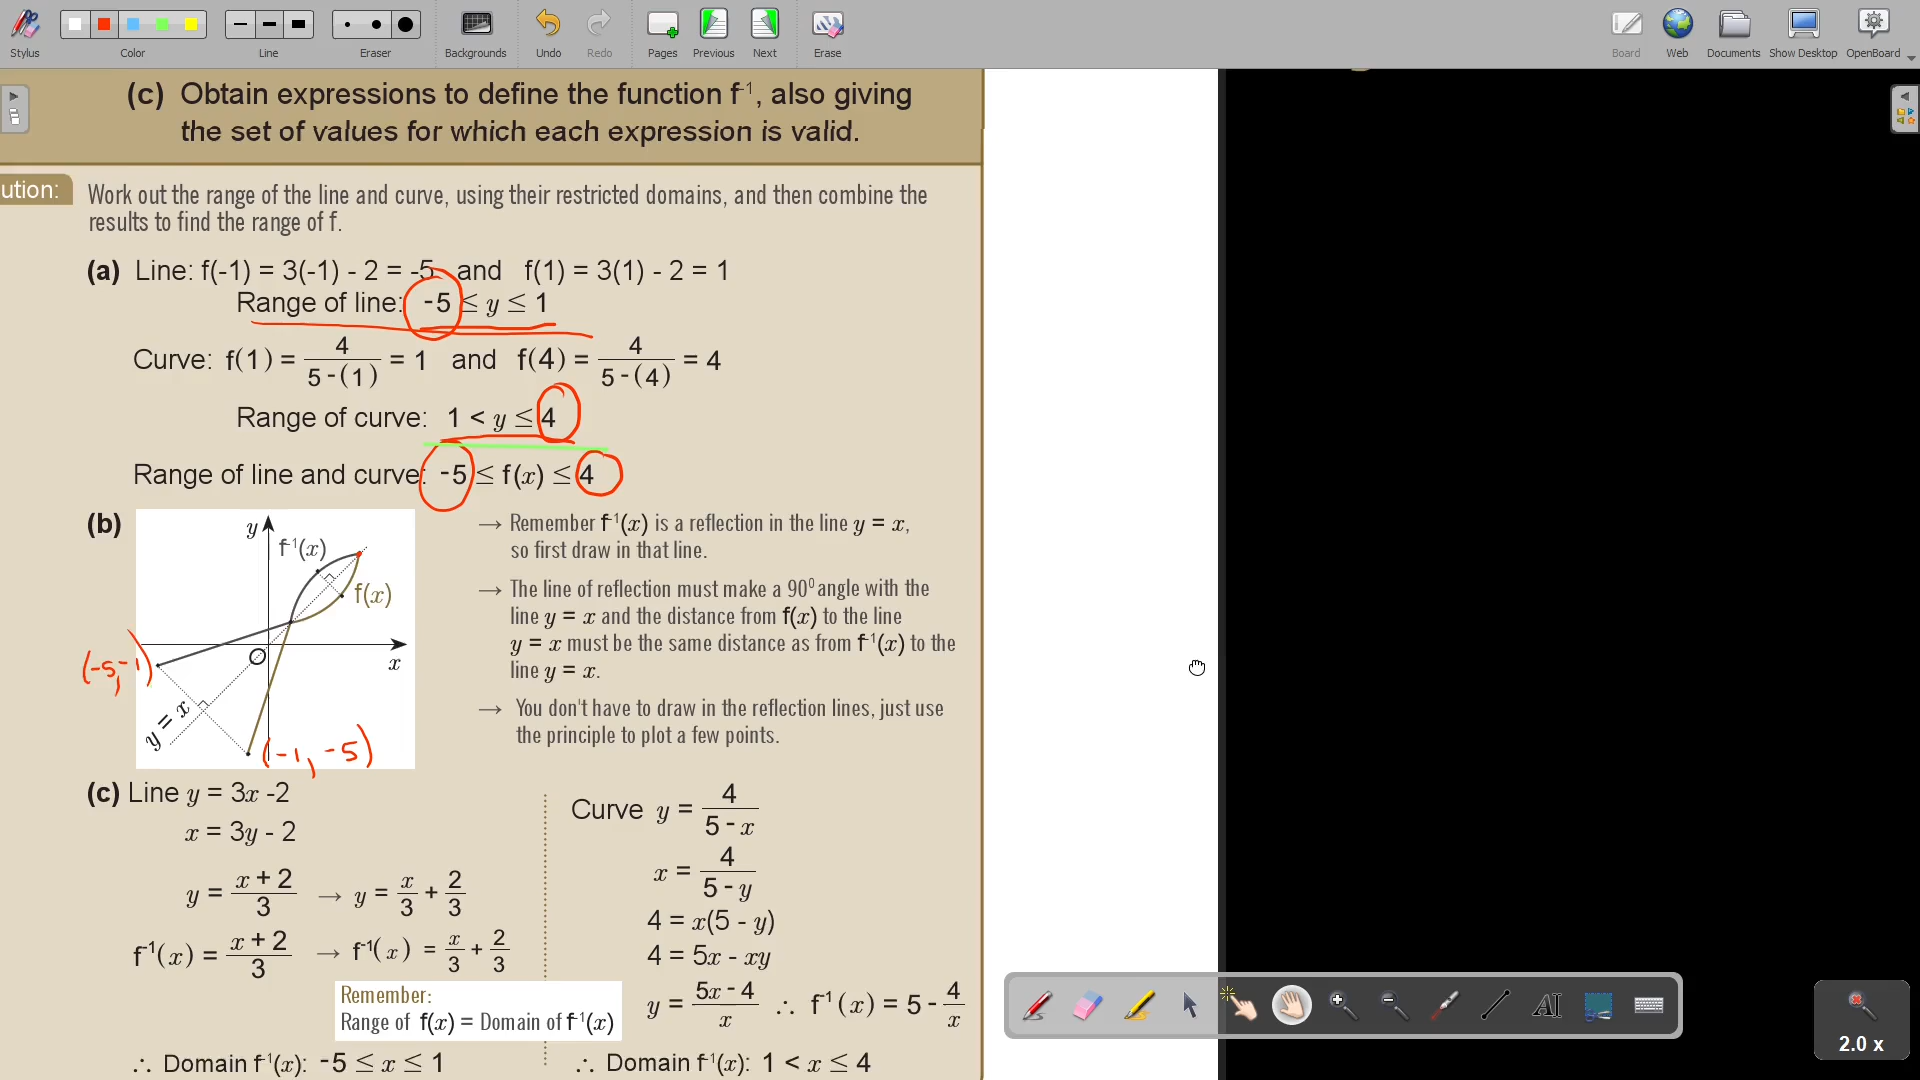 Stylus Color Line Eraser Backgrounds Undo Redo Pages Previous Next Erase Board Web Documents Show Desktop OpenBoard
(c) Obtain expressions to define the function f⁻¹, also giving
the set of values for which each expression is valid.
ution:
Work out the range of the line and curve, using their restricted domains, and then combine the
results to find the range of f.
(a) Line: f(-1) = 3(-1) - 2 = -5 and f(1) = 3(1) - 2 = 1
Range of line: -5 ≤ y ≤ 1
Curve: f(1) = 4/(5-(1)) = 1 and f(4) = 4/(5-(4)) = 4
Range of curve: 1 < y ≤ 4
Range of line and curve: -5 ≤ f(x) ≤ 4
(b)
y
f⁻¹(x)
f(x)
O
x
y = x
(-5,-1)
(-1, -5)
→ Remember f⁻¹(x) is a reflection in the line y = x,
so first draw in that line.
→ The line of reflection must make a 90⁰ angle with the
line y = x and the distance from f(x) to the line
y = x must be the same distance as from f⁻¹(x) to the
line y = x.
→ You don't have to draw in the reflection lines, just use
the principle to plot a few points.
(c) Line y = 3x -2
x = 3y - 2
y = (x + 2)/3 → y = x/3 + 2/3
f⁻¹(x) = (x + 2)/3 → f⁻¹(x) = x/3 + 2/3
Remember:
Range of f(x) = Domain of f⁻¹(x)
∴ Domain f⁻¹(x): -5 ≤ x ≤ 1
Curve y = 4/(5 - x)
x = 4/(5 - y)
4 = x(5 - y)
4 = 5x - xy
y = (5x - 4)/x ∴ f⁻¹(x) = 5 - 4/x
∴ Domain f⁻¹(x): 1 < x ≤ 4
AI
2.0 x